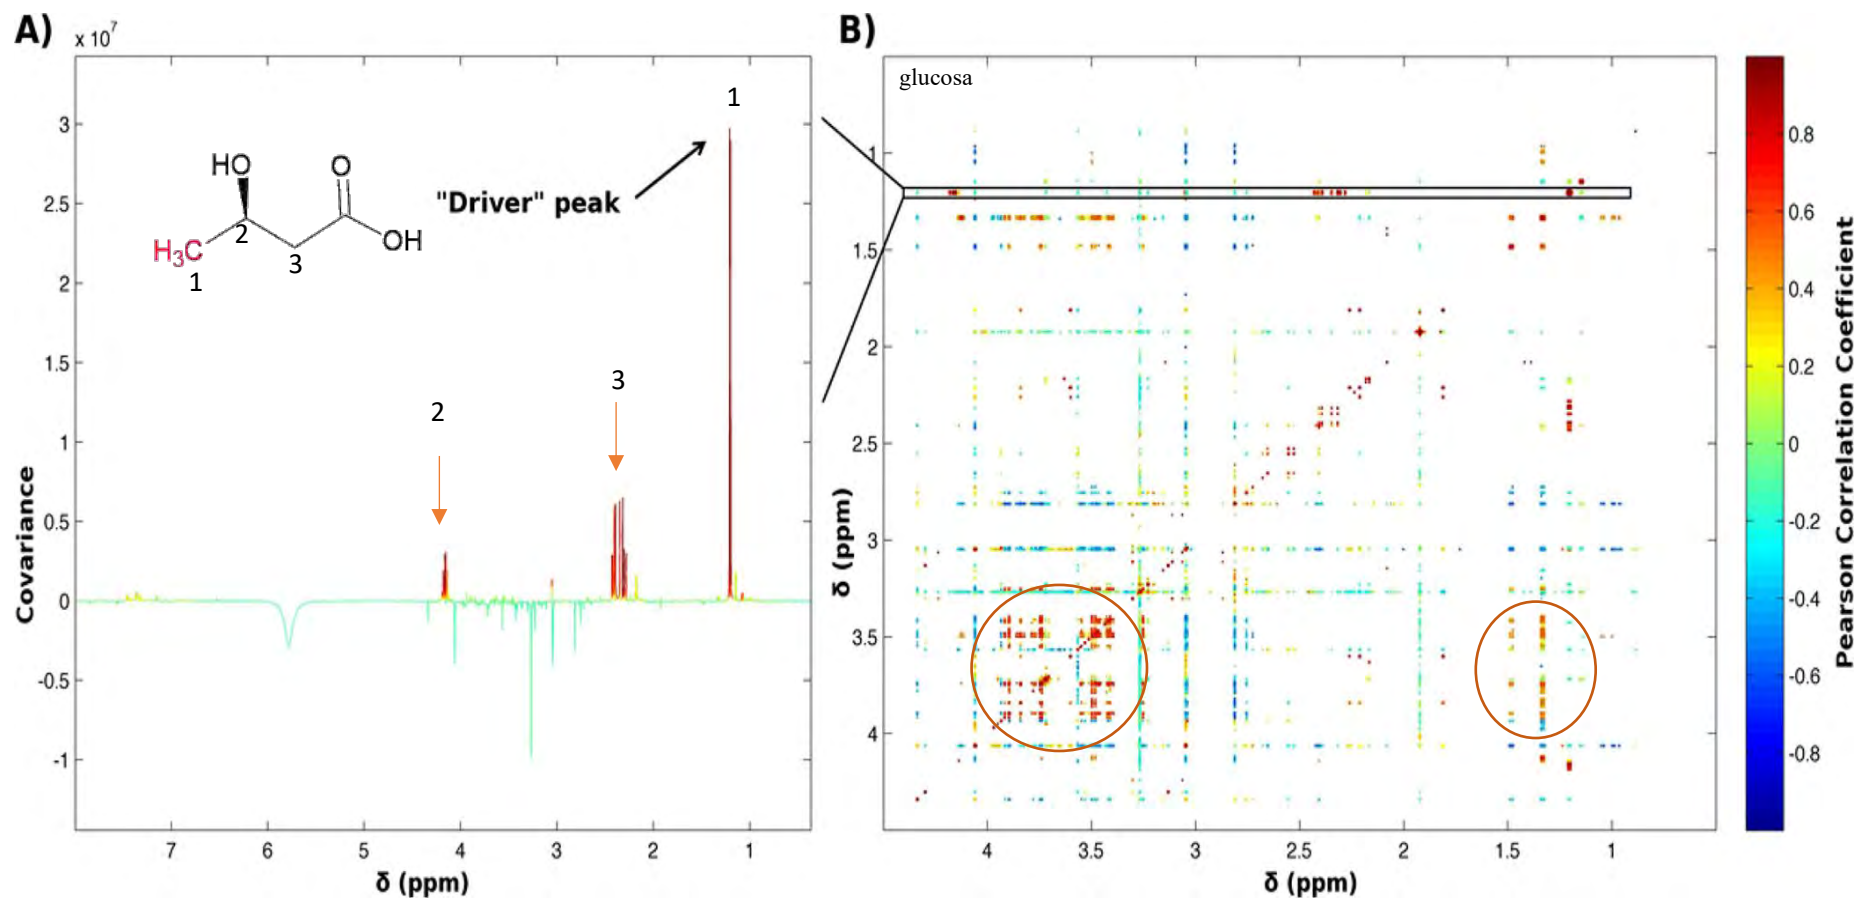 A)
x 10⁷
3
2.5
2
1.5
1
0.5
0
-0.5
-1
Covariance
7 6 5 4 3 2 1
δ (ppm)
HO
O
H₃C
OH
1
2
3
"Driver" peak
1
2
3
B)
glucosa
1
1.5
2
2.5
3
3.5
4
δ (ppm)
4 3.5 3 2.5 2 1.5 1
δ (ppm)
0.8
0.6
0.4
0.2
0
-0.2
-0.4
-0.6
-0.8
Pearson Correlation Coefficient